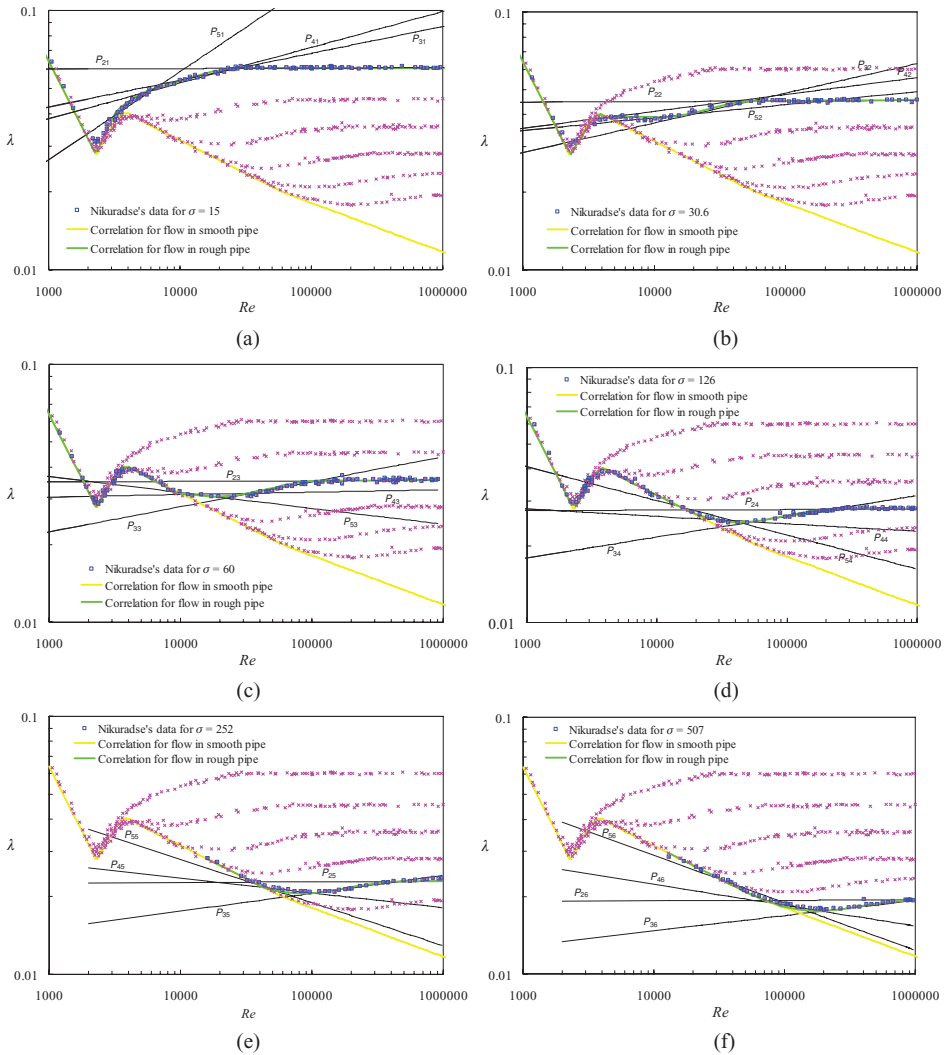 0.1
P51
P41
P31
P21
λ
Nikuradse's data for σ = 15
Correlation for flow in smooth pipe
Correlation for flow in rough pipe
0.01
1000 10000 100000 1000000
Re
(a)
0.1
P32
P42
P22
P52
λ
Nikuradse's data for σ = 30.6
Correlation for flow in smooth pipe
Correlation for flow in rough pipe
0.01
1000 10000 100000 1000000
Re
(b)
0.1
P23
P43
P33
P53
λ
Nikuradse's data for σ = 60
Correlation for flow in smooth pipe
Correlation for flow in rough pipe
0.01
1000 10000 100000 1000000
Re
(c)
0.1
Nikuradse's data for σ = 126
Correlation for flow in smooth pipe
Correlation for flow in rough pipe
λ
P24
P44
P34
P54
0.01
1000 10000 100000 1000000
Re
(d)
0.1
Nikuradse's data for σ = 252
Correlation for flow in smooth pipe
Correlation for flow in rough pipe
λ
P55
P45
P25
P35
0.01
1000 10000 100000 1000000
Re
(e)
0.1
Nikuradse's data for σ = 507
Correlation for flow in smooth pipe
Correlation for flow in rough pipe
λ
P56
P46
P26
P36
0.01
1000 10000 100000 1000000
Re
(f)